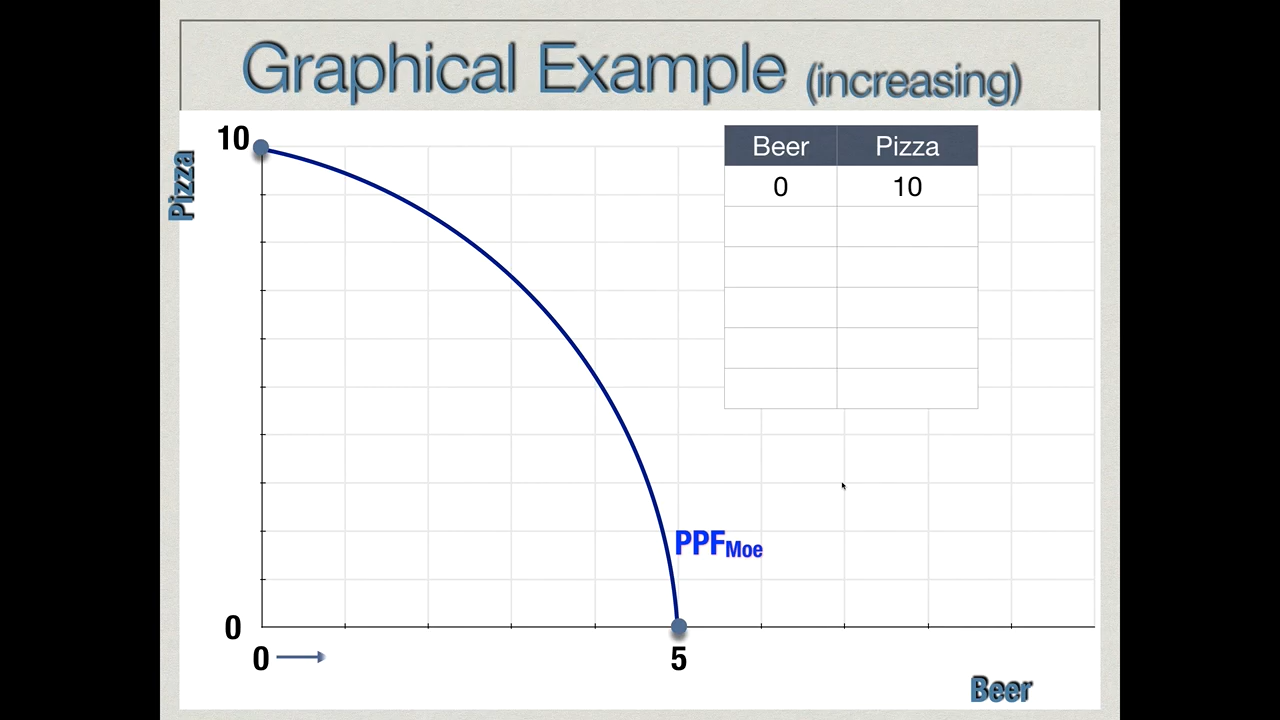 Graphical Example (increasing)
10
Pizza
Beer Pizza
0 10
PPFMoe
0
0
5
Beer